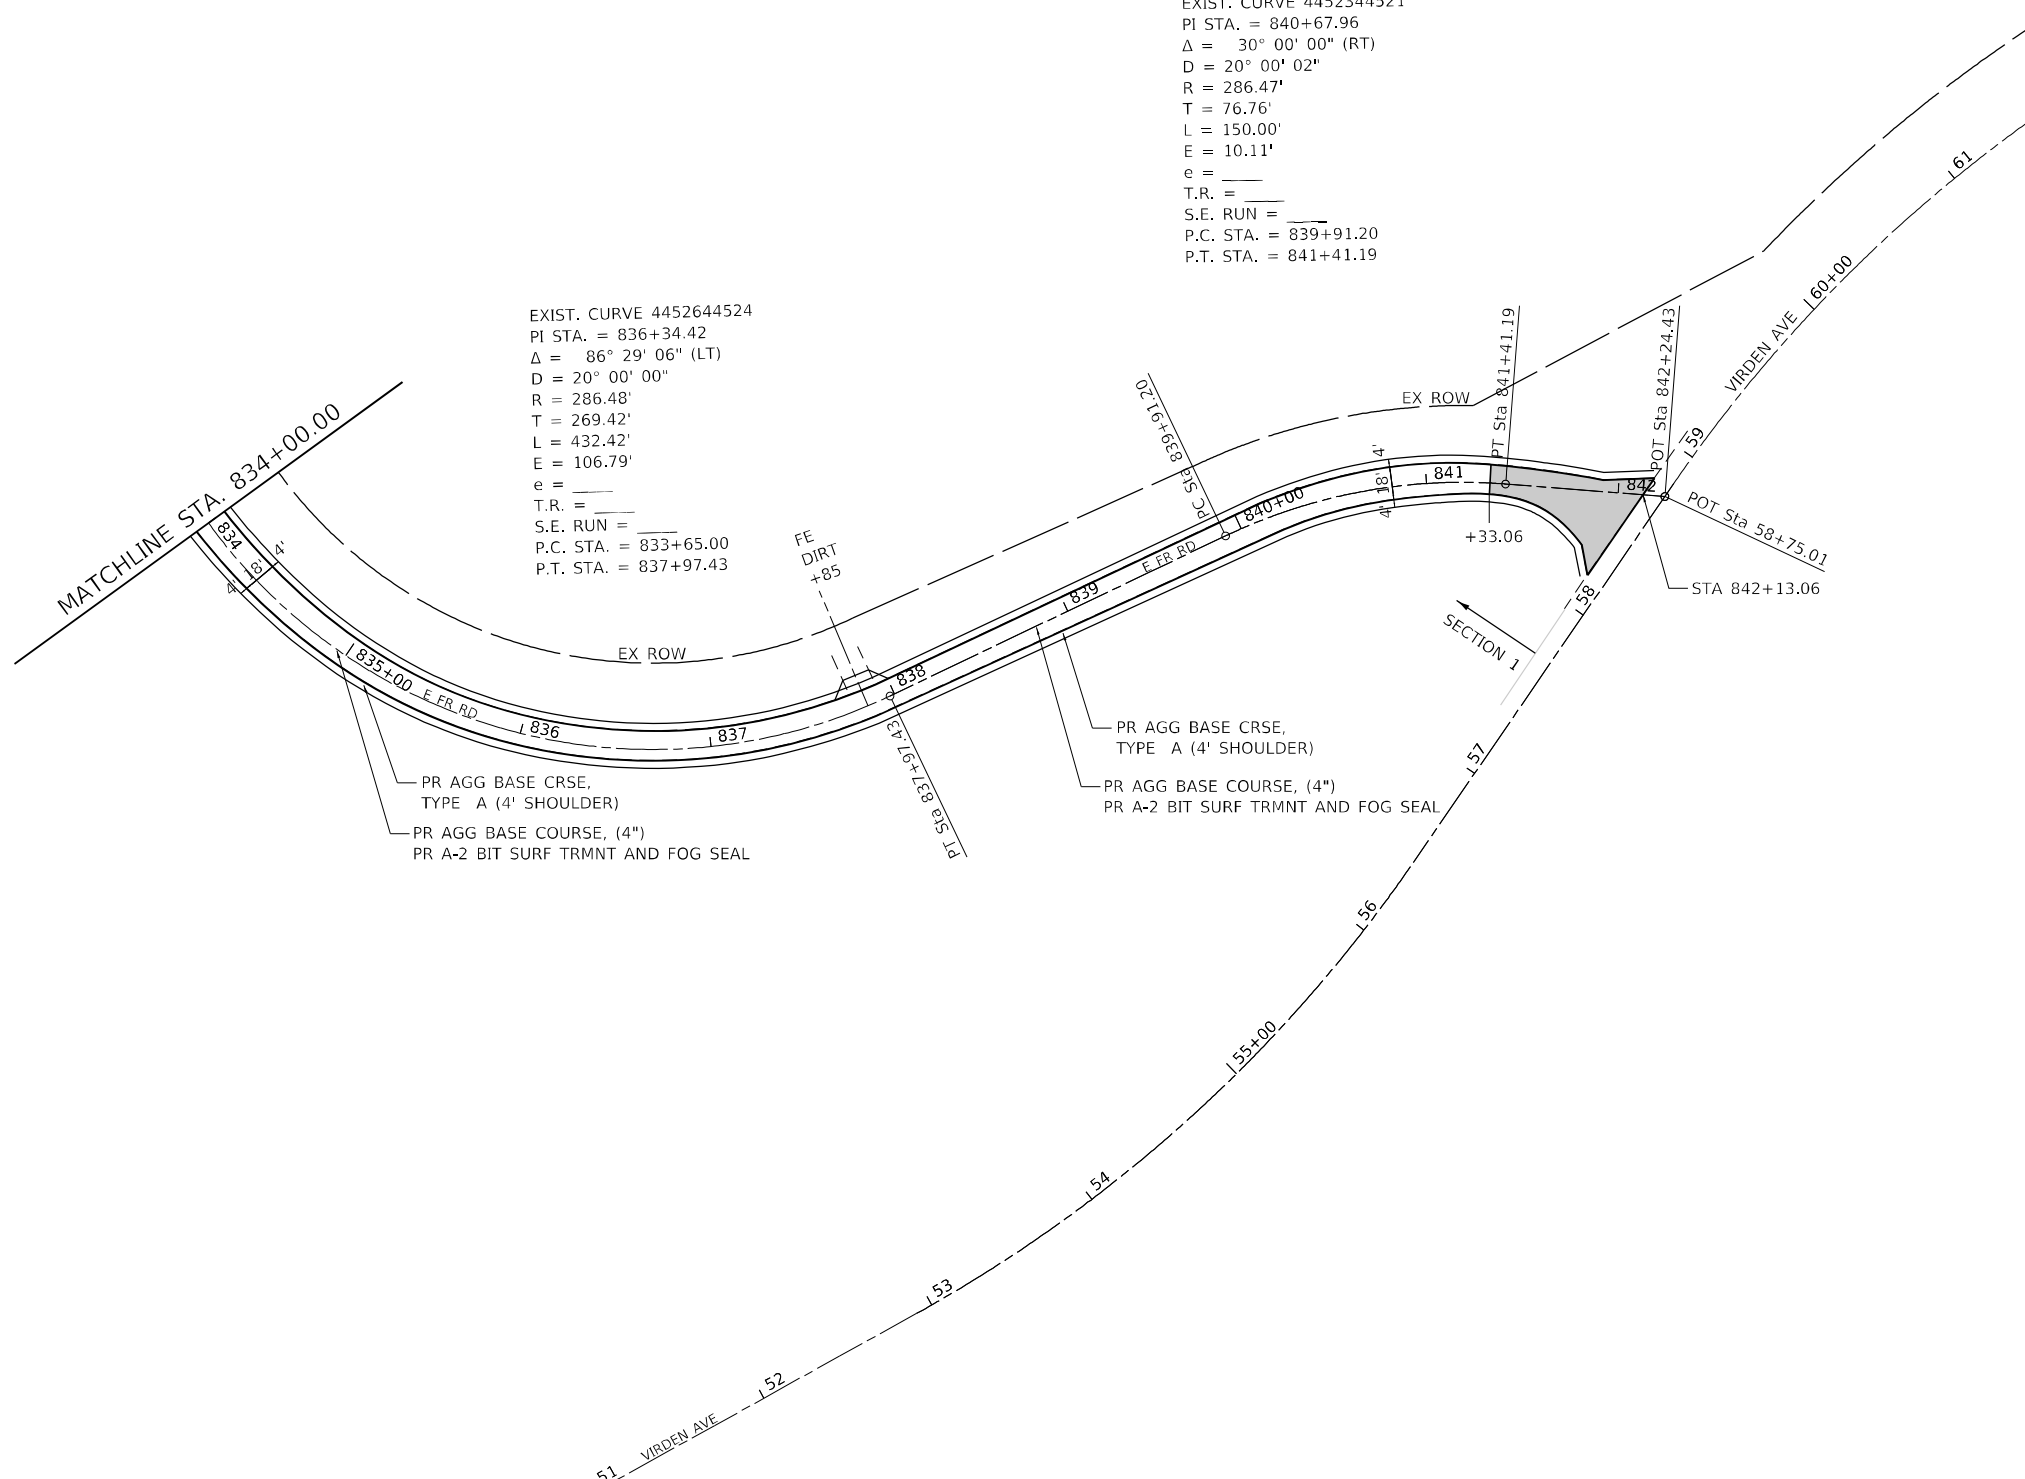 EXIST. CURVE 4452344521
PI STA. = 840+67.96
Δ = 30° 00' 00" (RT)
D = 20° 00' 02"
R = 286.47'
T = 76.76'
L = 150.00'
E = 10.11'
e = ____
T.R. = ____
S.E. RUN = ____
P.C. STA. = 839+91.20
P.T. STA. = 841+41.19
EXIST. CURVE 4452644524
PI STA. = 836+34.42
Δ = 86° 29' 06" (LT)
D = 20° 00' 00"
R = 286.48'
T = 269.42'
L = 432.42'
E = 106.79'
e = ____
T.R. = ____
S.E. RUN = ____
P.C. STA. = 833+65.00
P.T. STA. = 837+97.43
MATCHLINE STA. 834+00.00
834
4'
18'
4'
835+00
E FR RD
836
837
EX ROW
FE
DIRT
+85
838
PT Sta 837+97.43
839
E FR RD
PC Sta 839+91.20
840+00
4'
18'
4'
841
EX ROW
PT Sta 841+41.19
+33.06
842
POT Sta 842+24.43
POT Sta 58+75.01
STA 842+13.06
SECTION 1
PR AGG BASE CRSE,
TYPE A (4' SHOULDER)
PR AGG BASE COURSE, (4")
PR A-2 BIT SURF TRMNT AND FOG SEAL
PR AGG BASE CRSE,
TYPE A (4' SHOULDER)
PR AGG BASE COURSE, (4")
PR A-2 BIT SURF TRMNT AND FOG SEAL
61
60+00
VIRDEN AVE
59
58
57
56
55+00
54
53
52
VIRDEN AVE
51